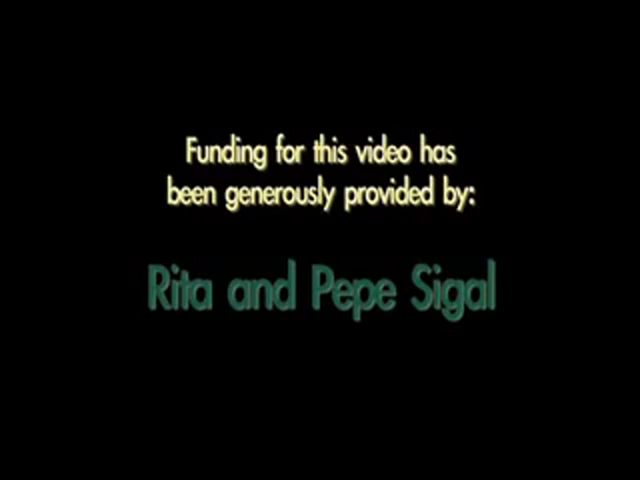 Funding for this video has
been generously provided by:
Rita and Pepe Sigal